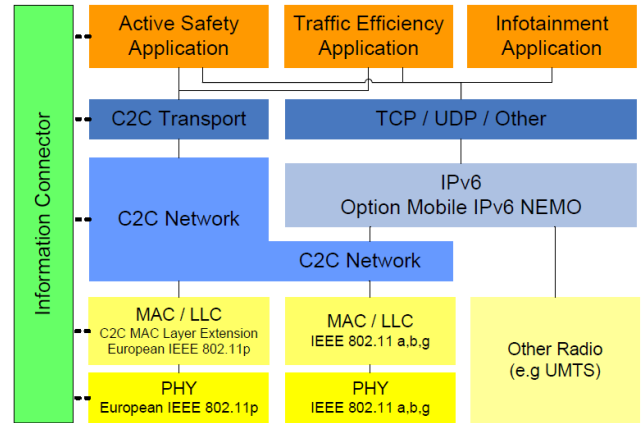 Information Connector
Active Safety
Application
Traffic Efficiency
Application
Infotainment
Application
C2C Transport
TCP / UDP / Other
C2C Network
IPv6
Option Mobile IPv6 NEMO
C2C Network
MAC / LLC
C2C MAC Layer Extension
European IEEE 802.11p
MAC / LLC
IEEE 802.11 a,b,g
Other Radio
(e.g UMTS)
PHY
European IEEE 802.11p
PHY
IEEE 802.11 a,b,g